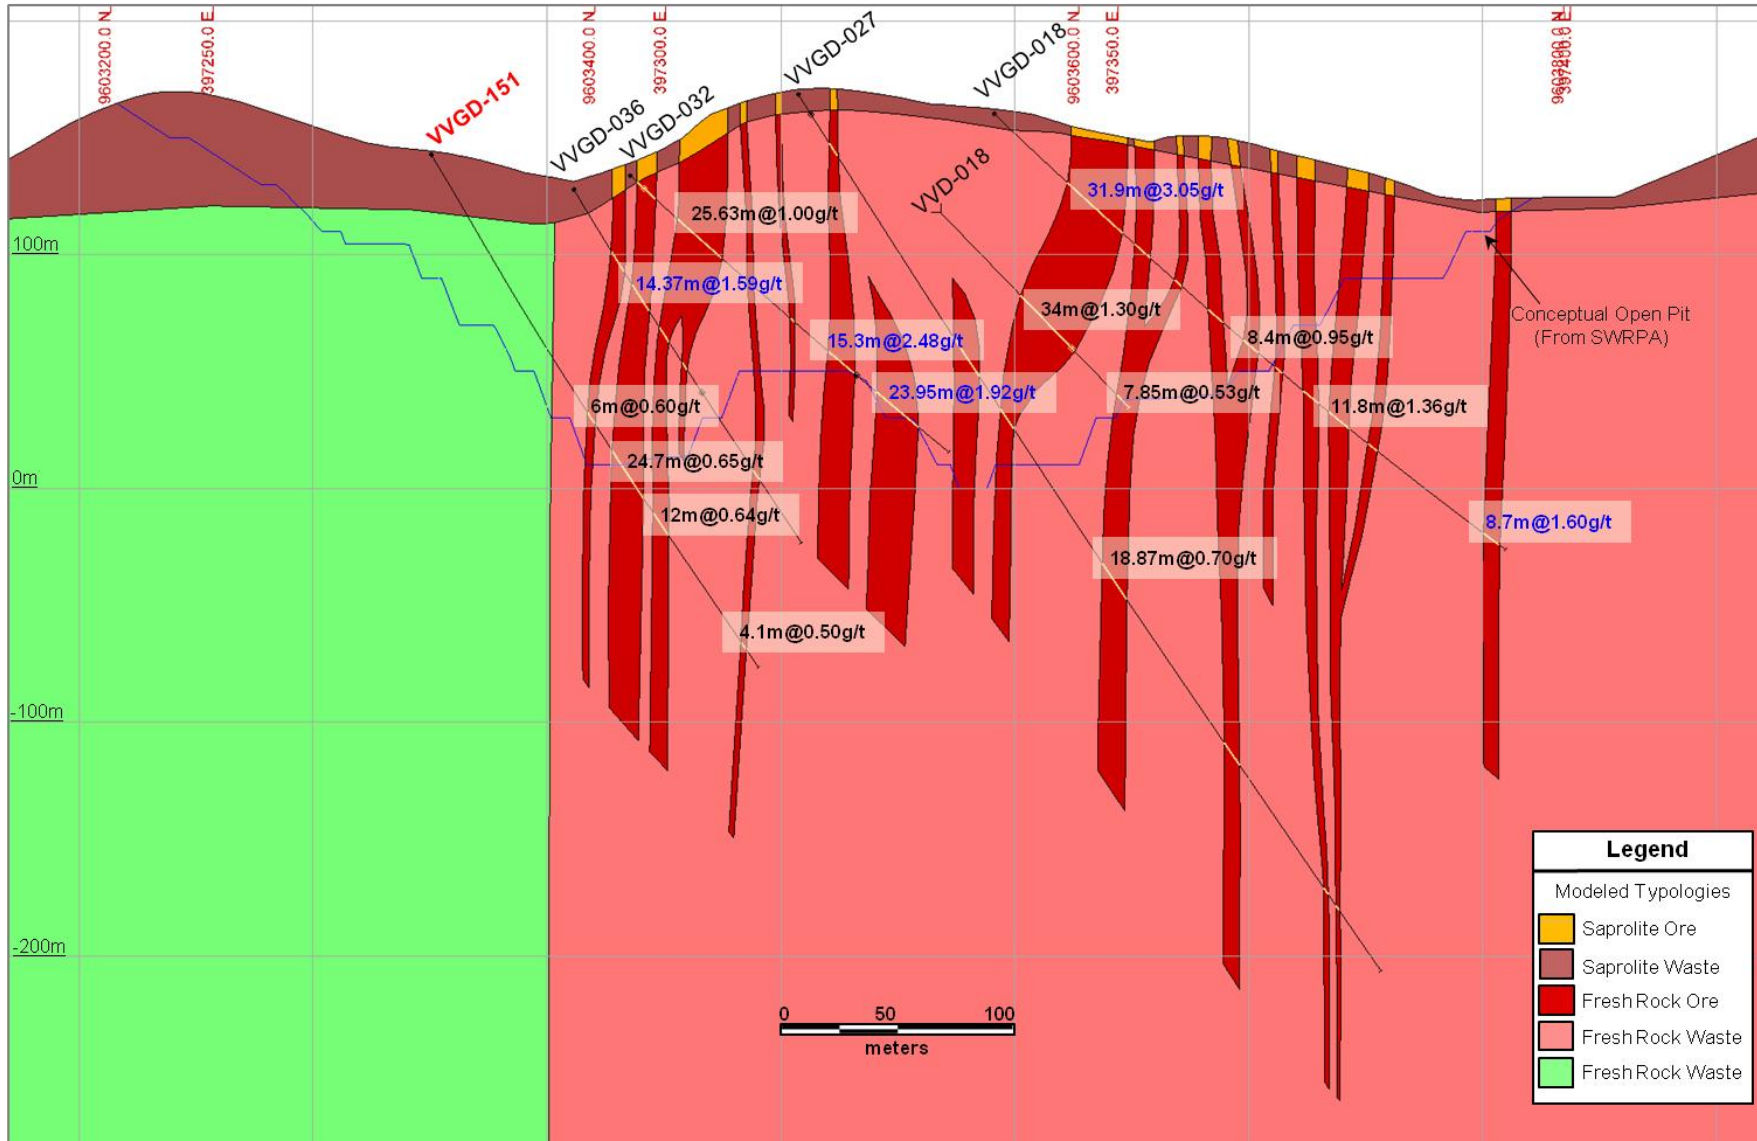 9603200.0 N
397250.0 E
9603400.0 N
397300.0 E
9603600.0 N
397350.0 E
9603800.0 N
397400.0 E
VVGD-151
VVGD-036
VVGD-032
VVGD-027
VVGD-018
VVD-018
31.9m@3.05g/t
25.63m@1.00g/t
100m
14.37m@1.59g/t
34m@1.30g/t
Conceptual Open Pit
(From SWRPA)
15.3m@2.48g/t
8.4m@0.95g/t
23.95m@1.92g/t
7.85m@0.53g/t
6m@0.60g/t
11.8m@1.36g/t
24.7m@0.65g/t
0m
12m@0.64g/t
8.7m@1.60g/t
18.87m@0.70g/t
4.1m@0.50g/t
-100m
-200m
0 50 100
meters
Legend
Modeled Typologies
Saprolite Ore
Saprolite Waste
Fresh Rock Ore
Fresh Rock Waste
Fresh Rock Waste